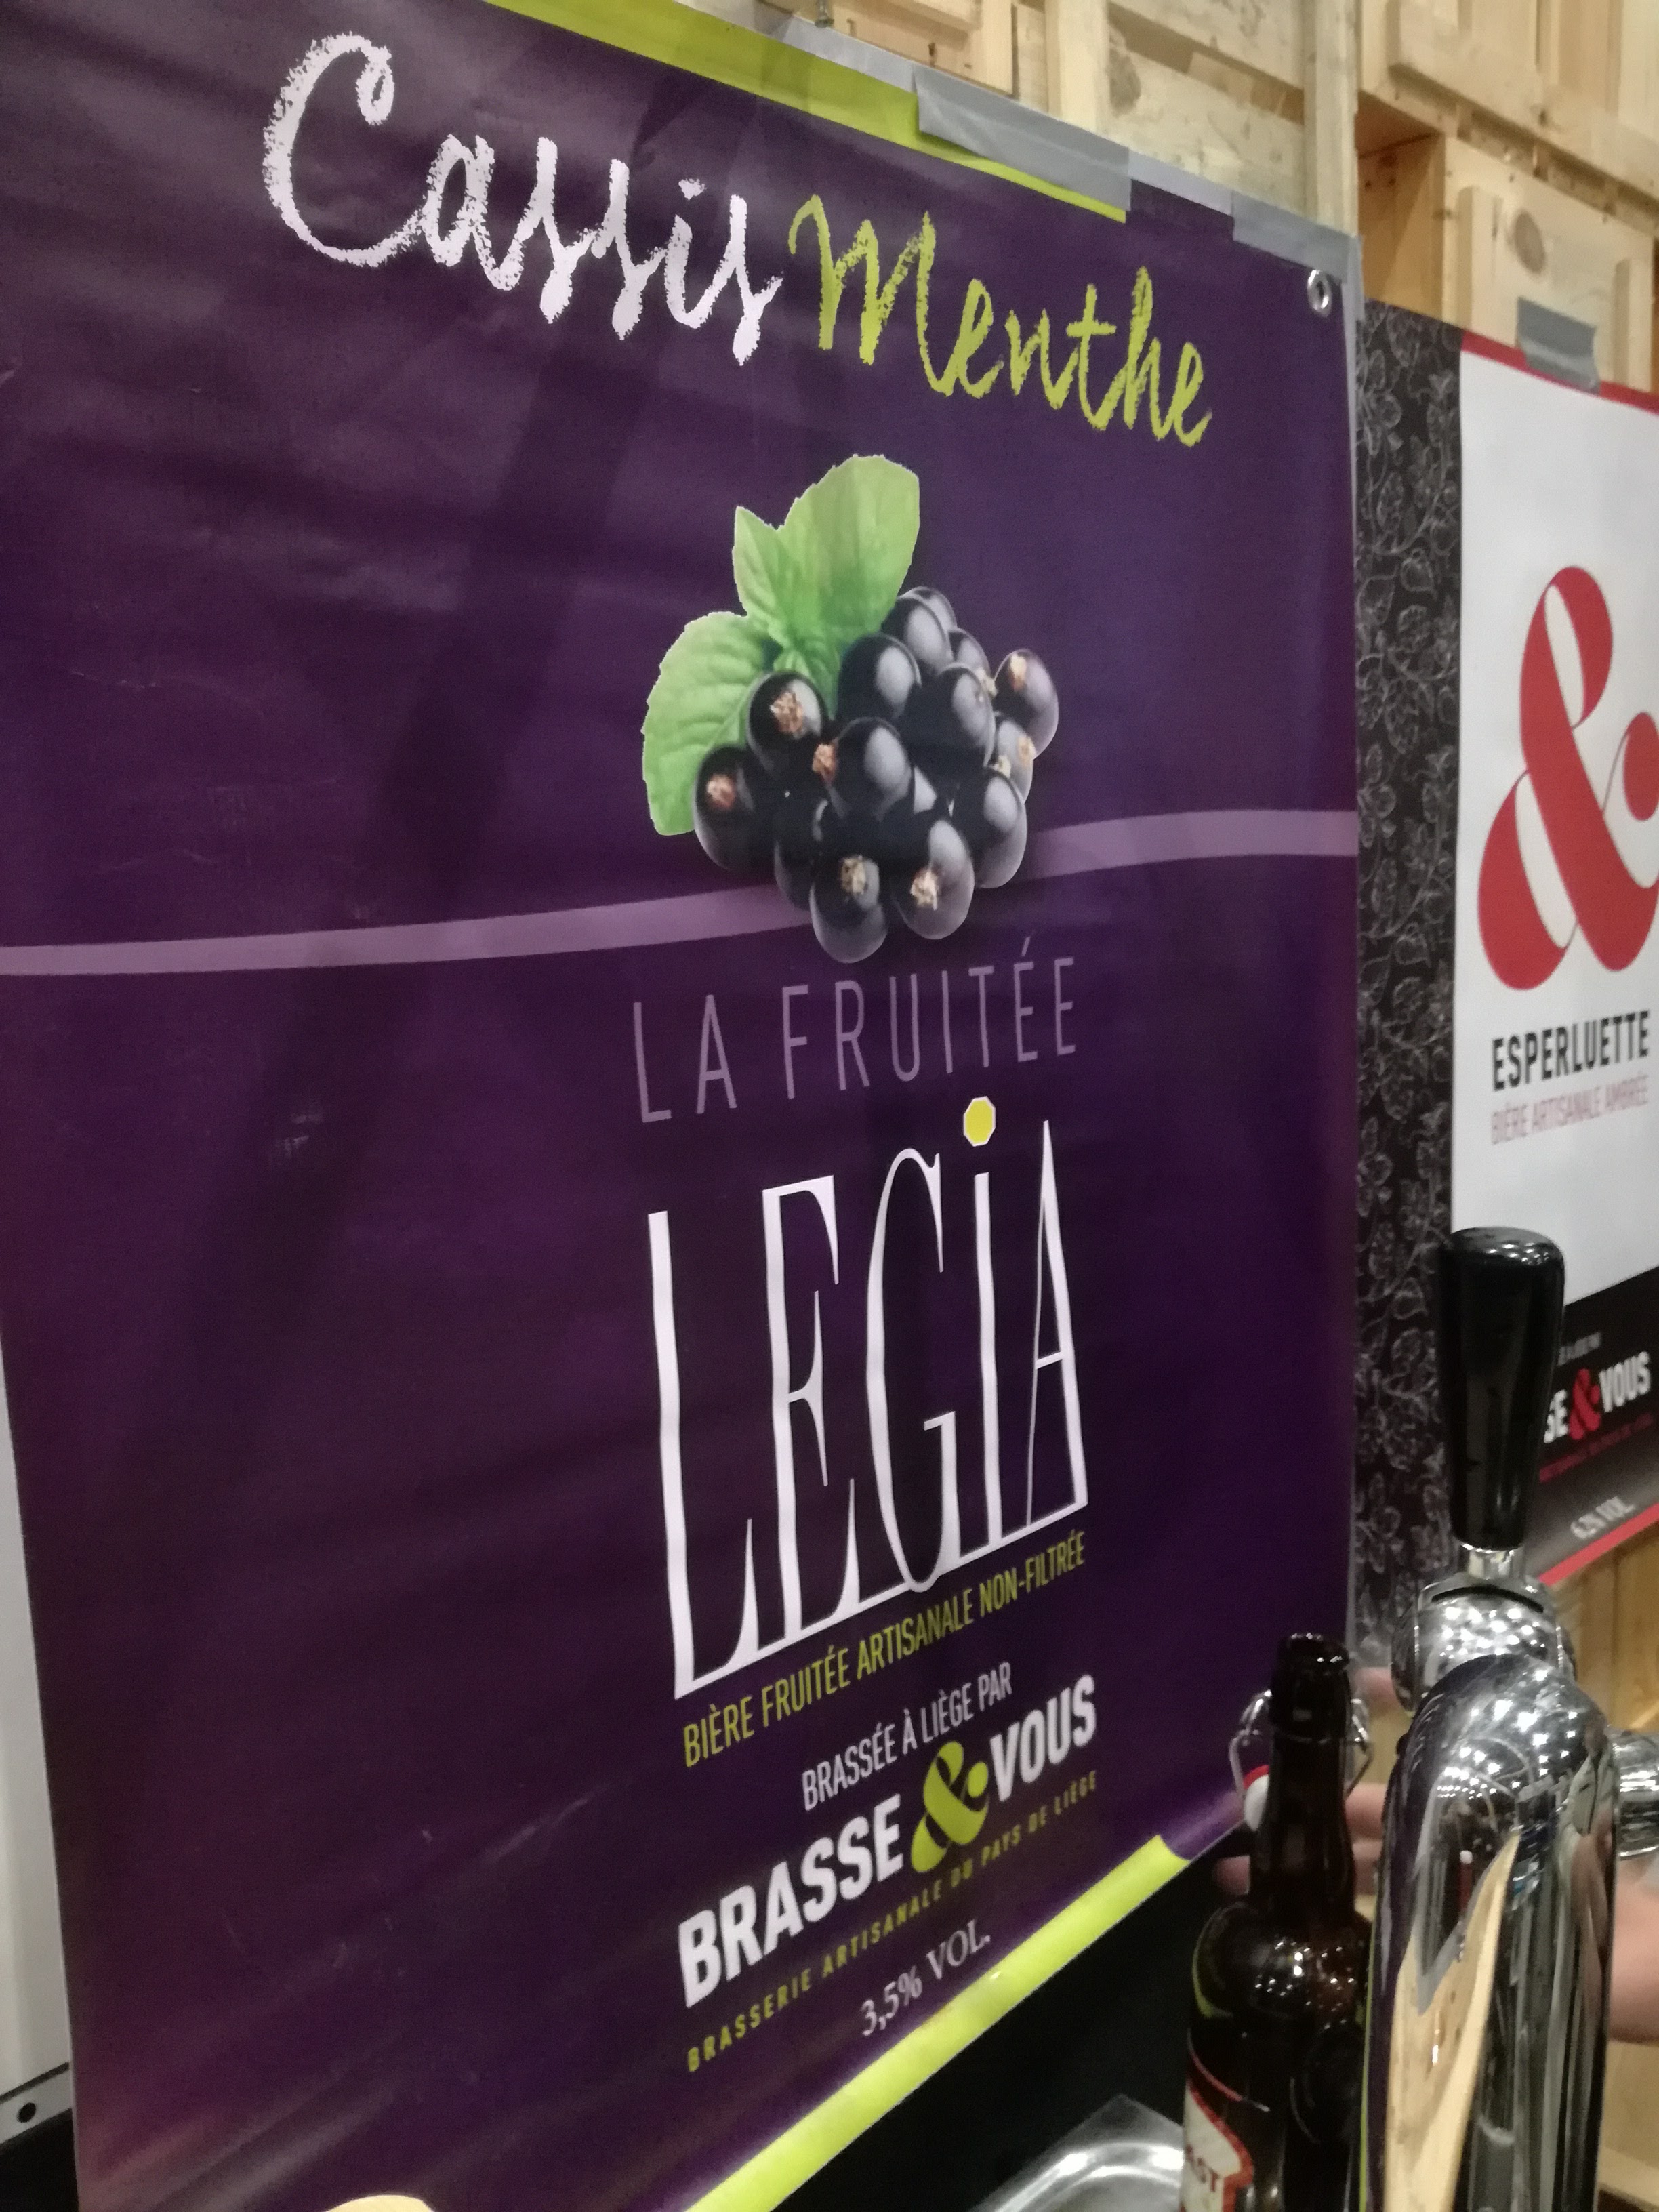 Cassis Menthe
LA FRUITÉE
LEGiA
BIÈRE FRUITÉE ARTISANALE NON-FILTRÉE
BRASSÉE À LIÈGE PAR
BRASSE & VOUS
BRASSERIE ARTISANALE DU PAYS DE LIÈGE
3,5% VOL.
&
ESPERLUETTE
BIÈRE ARTISANALE AMBRÉE
SE & VOUS